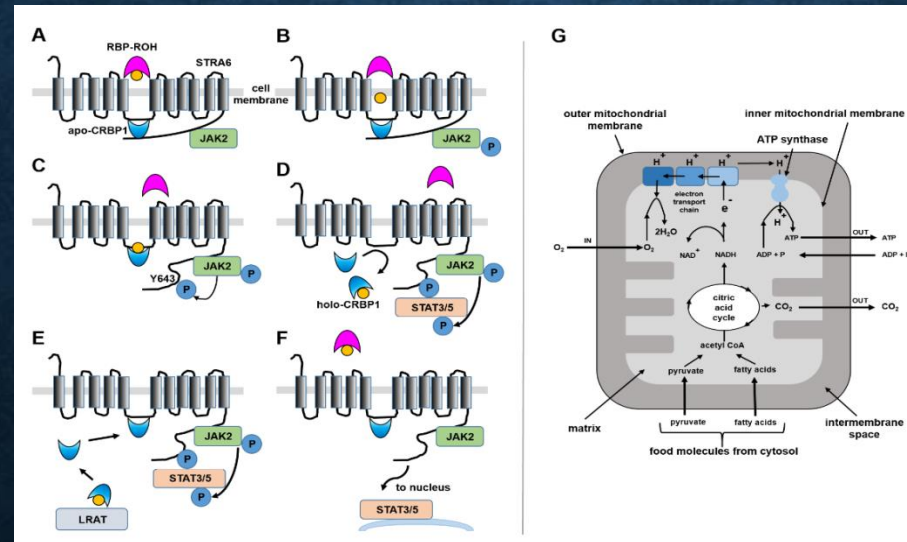 A
RBP-ROH
STRA6
apo-CRBP1
JAK2
B
cell
membrane
JAK2
P
C
Y643
P
JAK2
P
D
holo-CRBP1
JAK2
P
P
STAT3/5
P
E
LRAT
JAK2
P
P
STAT3/5
P
F
JAK2
to nucleus
STAT3/5
G
outer mitochondrial
membrane
inner mitochondrial membrane
ATP synthase
H+
H+
H+
H+
electron
transport
chain
e-
H+
2H2O
O2
IN
O2
NAD+
NADH
ATP
ADP + P
OUT
ATP
citric
acid
cycle
CO2
OUT
CO2
acetyl CoA
pyruvate
fatty acids
matrix
pyruvate
fatty acids
intermembrane
space
food molecules from cytosol